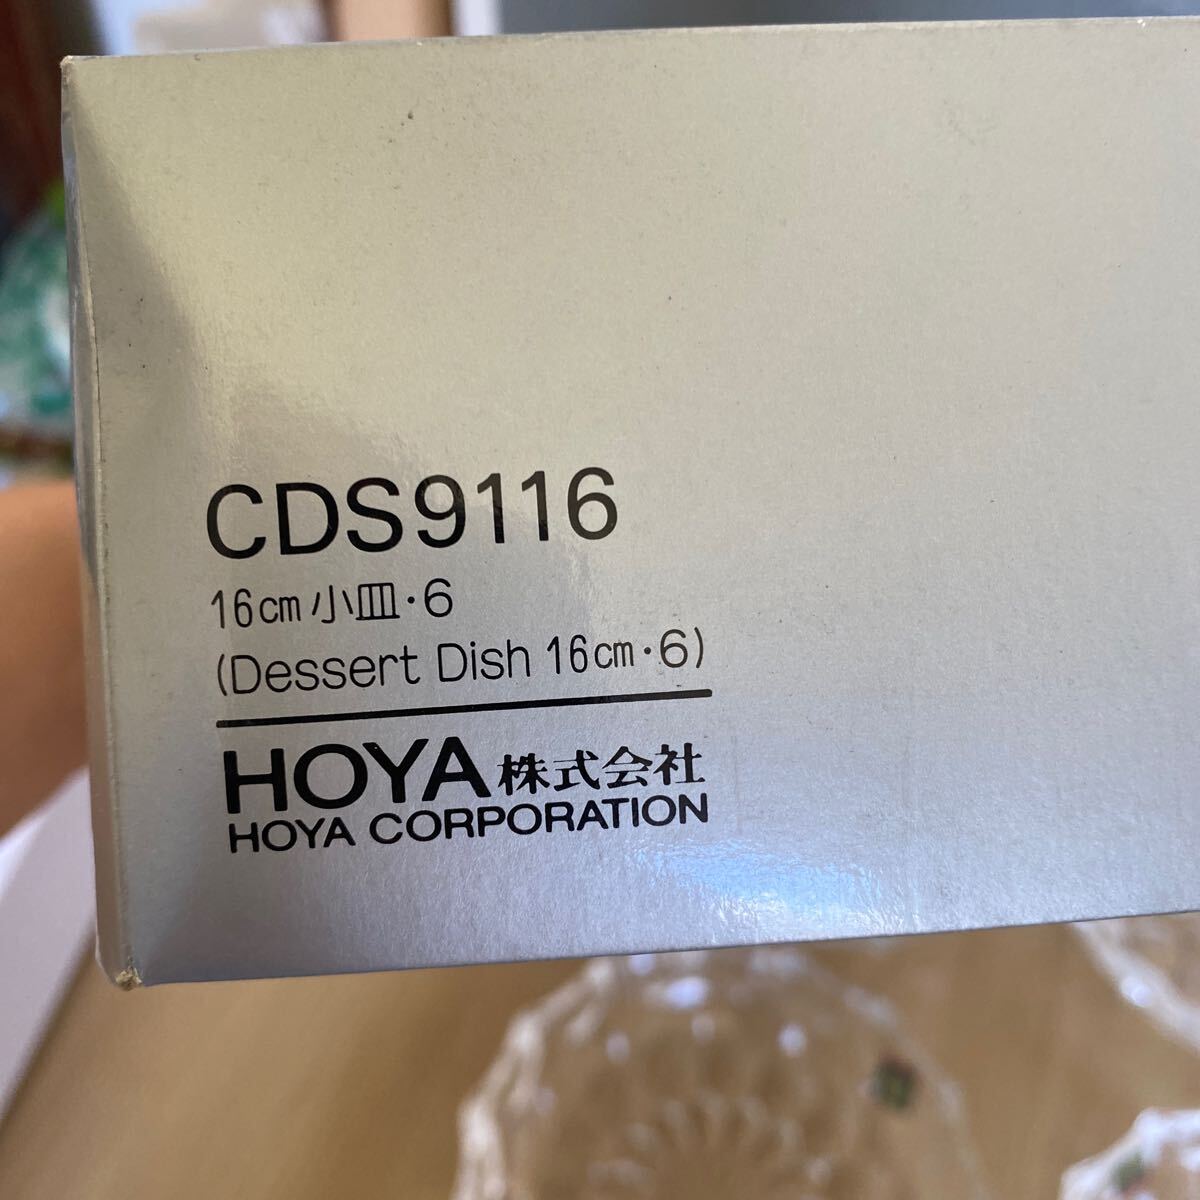 CDS9116
16cm小皿・6
(Dessert Dish 16cm・6)
HOYA株式会社
HOYA CORPORATION